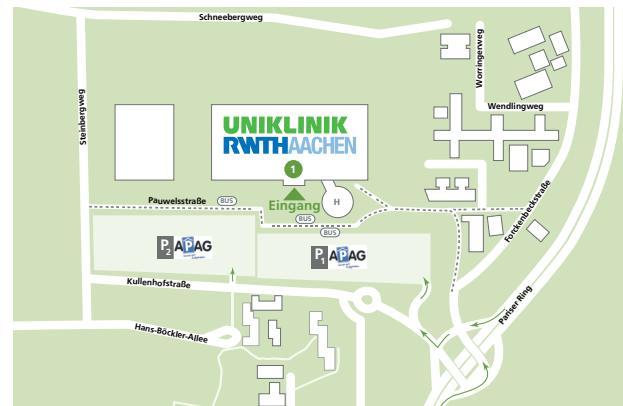 Schneebergweg
Worringerweg
Steinbergweg
Wendlingweg
UNIKLINIK
RWTHAACHEN
1
Eingang
H
Pauwelsstraße
BUS
BUS
BUS
Forckenbeckstraße
P2 APAG
P1 APAG
Kullenhofstraße
Pariser Ring
Hans-Böckler-Allee